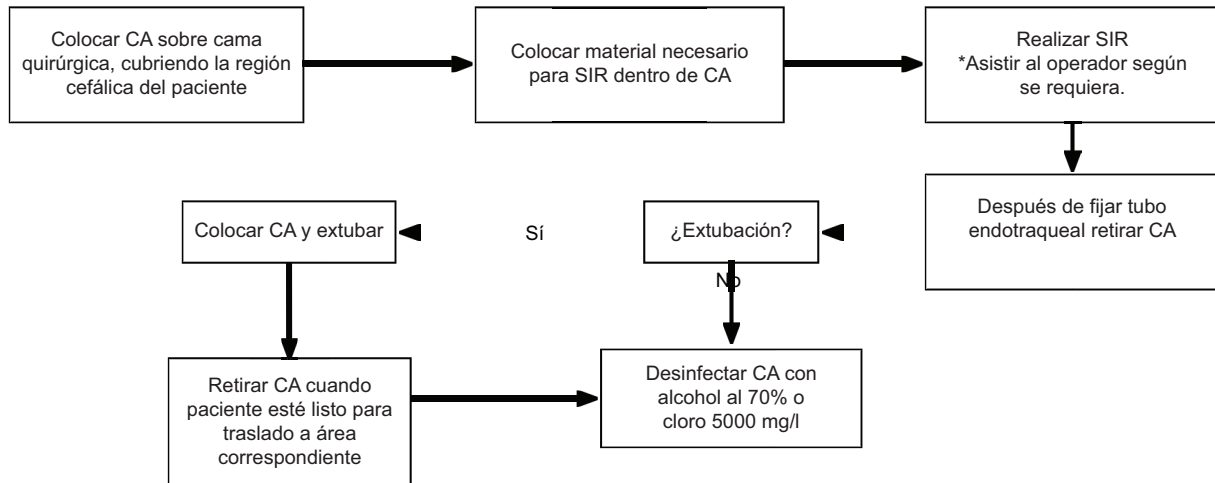 Colocar CA sobre cama
quirúrgica, cubriendo la región
cefálica del paciente
Colocar material necesario
para SIR dentro de CA
Realizar SIR
*Asistir al operador según
se requiera.
Después de fijar tubo
endotraqueal retirar CA
¿Extubación?
Sí
No
Colocar CA y extubar
Retirar CA cuando
paciente esté listo para
traslado a área
correspondiente
Desinfectar CA con
alcohol al 70% o
cloro 5000 mg/l